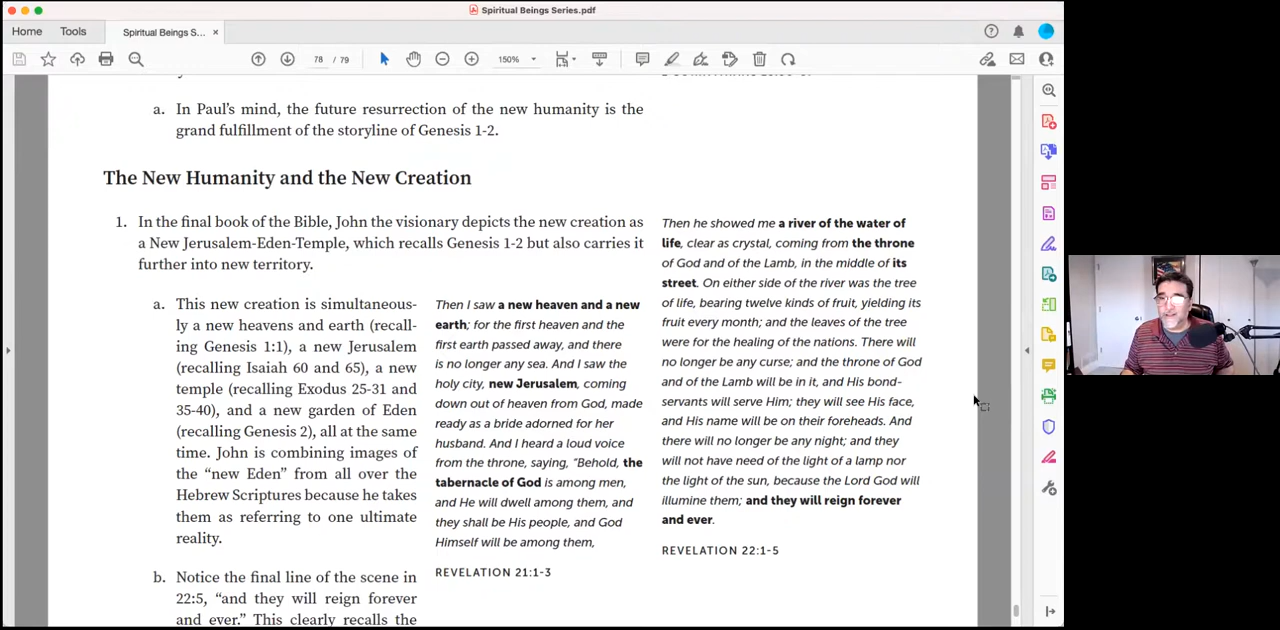 Spiritual Beings Series.pdf
Home
Tools
Spiritual Beings S...
78 / 79
150%
a. In Paul's mind, the future resurrection of the new humanity is the
grand fulfillment of the storyline of Genesis 1-2.
The New Humanity and the New Creation
1. In the final book of the Bible, John the visionary depicts the new creation as
a New Jerusalem-Eden-Temple, which recalls Genesis 1-2 but also carries it
further into new territory.
a. This new creation is simultaneous-
ly a new heavens and earth (recall-
ing Genesis 1:1), a new Jerusalem
(recalling Isaiah 60 and 65), a new
temple (recalling Exodus 25-31 and
35-40), and a new garden of Eden
(recalling Genesis 2), all at the same
time. John is combining images of
the “new Eden” from all over the
Hebrew Scriptures because he takes
them as referring to one ultimate
reality.
b. Notice the final line of the scene in
22:5, “and they will reign forever
and ever.” This clearly recalls the
Then I saw a new heaven and a new
earth; for the first heaven and the
first earth passed away, and there
is no longer any sea. And I saw the
holy city, new Jerusalem, coming
down out of heaven from God, made
ready as a bride adorned for her
husband. And I heard a loud voice
from the throne, saying, “Behold, the
tabernacle of God is among men,
and He will dwell among them, and
they shall be His people, and God
Himself will be among them,
REVELATION 21:1-3
Then he showed me a river of the water of
life, clear as crystal, coming from the throne
of God and of the Lamb, in the middle of its
street. On either side of the river was the tree
of life, bearing twelve kinds of fruit, yielding its
fruit every month; and the leaves of the tree
were for the healing of the nations. There will
no longer be any curse; and the throne of God
and of the Lamb will be in it, and His bond-
servants will serve Him; they will see His face,
and His name will be on their foreheads. And
there will no longer be any night; and they
will not have need of the light of a lamp nor
the light of the sun, because the Lord God will
illumine them; and they will reign forever
and ever.
REVELATION 22:1-5